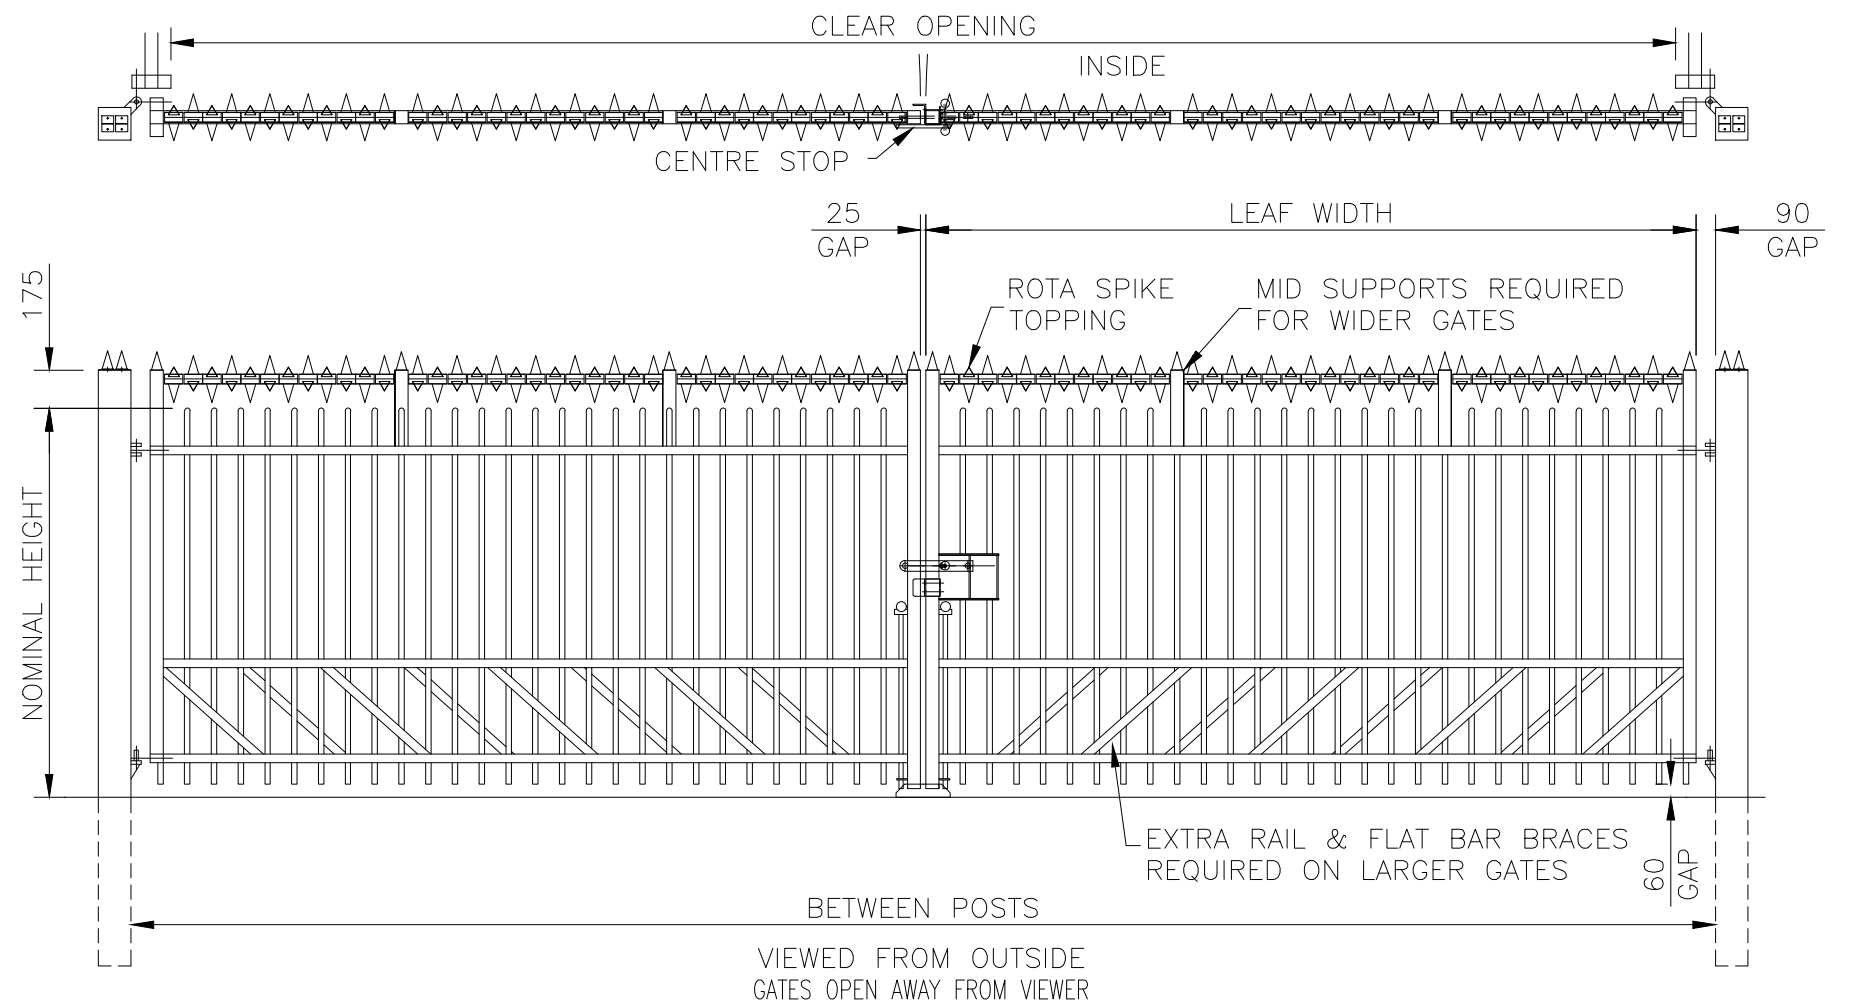 CLEAR OPENING
INSIDE
CENTRE STOP
25
GAP
LEAF WIDTH
90
GAP
175
ROTA SPIKE
TOPPING
MID SUPPORTS REQUIRED
FOR WIDER GATES
NOMINAL HEIGHT
EXTRA RAIL & FLAT BAR BRACES
REQUIRED ON LARGER GATES
60
GAP
BETWEEN POSTS
VIEWED FROM OUTSIDE
GATES OPEN AWAY FROM VIEWER